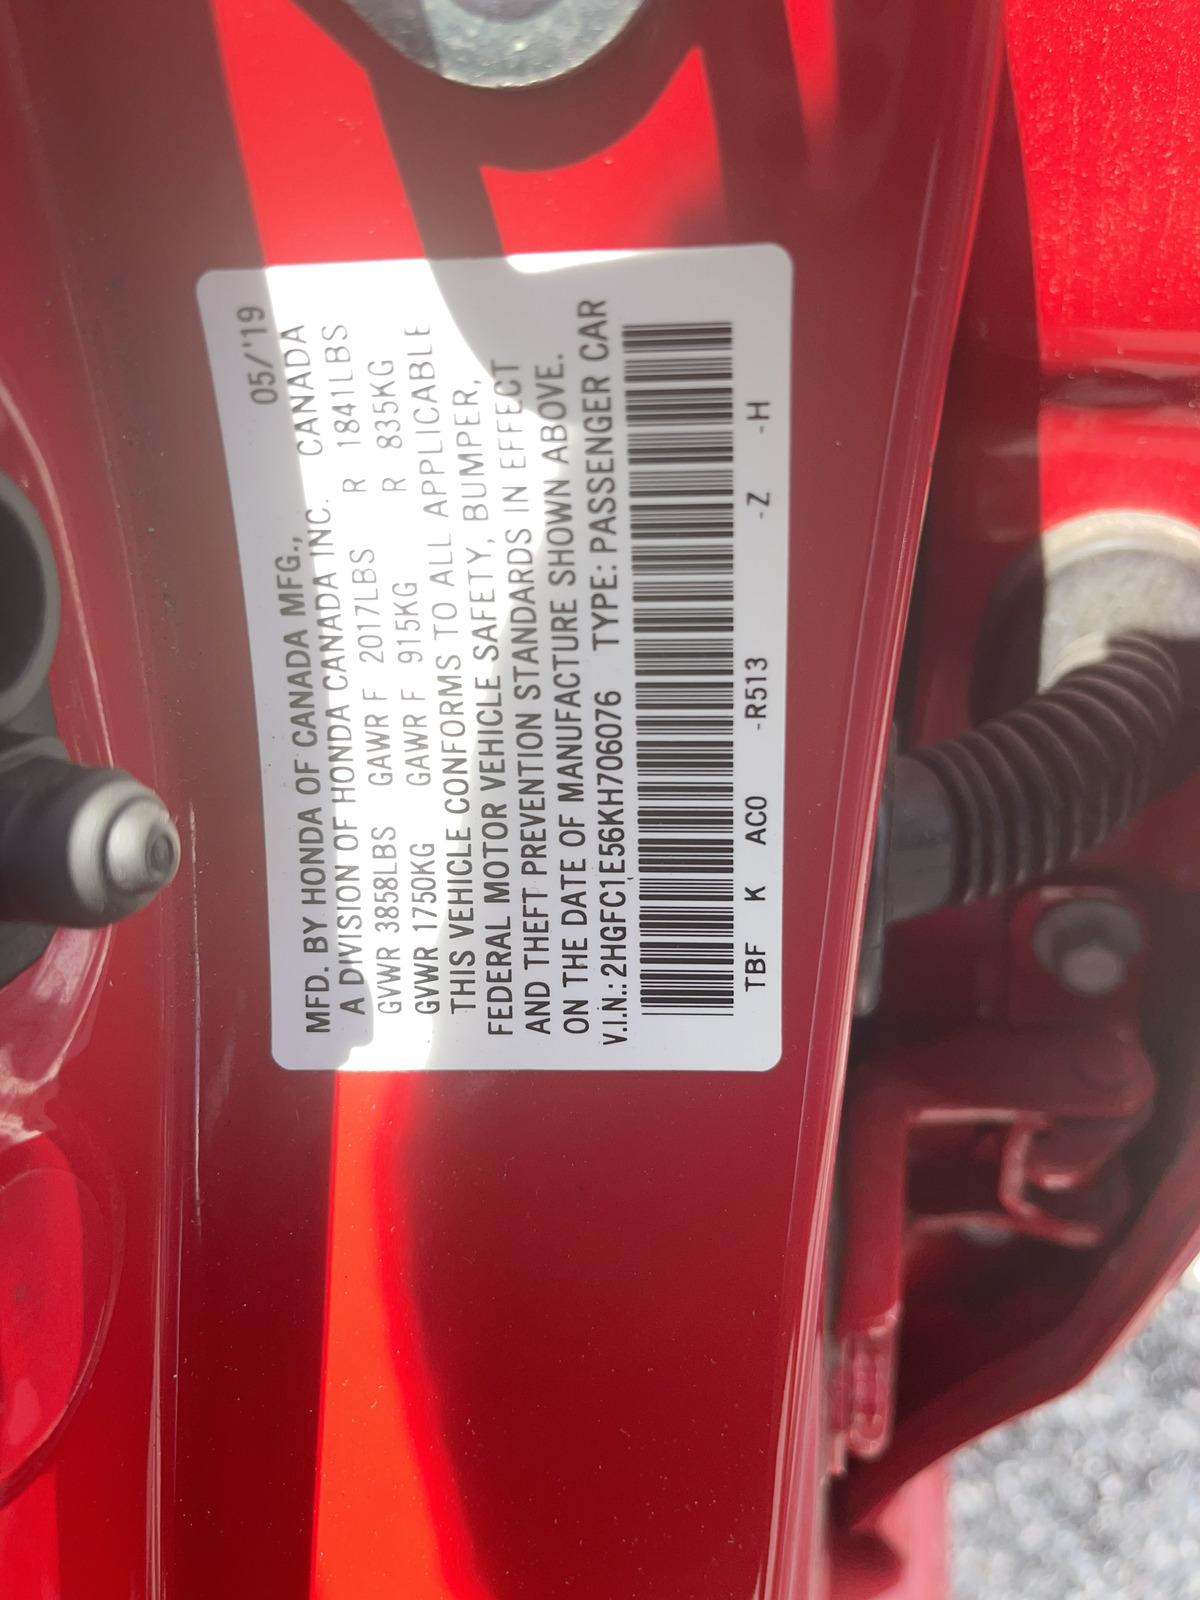 05/'19
MFD. BY HONDA OF CANADA MFG.,
A DIVISION OF HONDA CANADA INC. CANADA
GVWR 3858LBS GAWR F 2017LBS R 1841LBS
GVWR 1750KG GAWR F 915KG R 835KG
THIS VEHICLE CONFORMS TO ALL APPLICABLE
FEDERAL MOTOR VEHICLE SAFETY, BUMPER,
AND THEFT PREVENTION STANDARDS IN EFFECT
ON THE DATE OF MANUFACTURE SHOWN ABOVE.
V.I.N.: 2HGFC1E56KH706076 TYPE: PASSENGER CAR
TBF K AC0 -R513 -Z -H